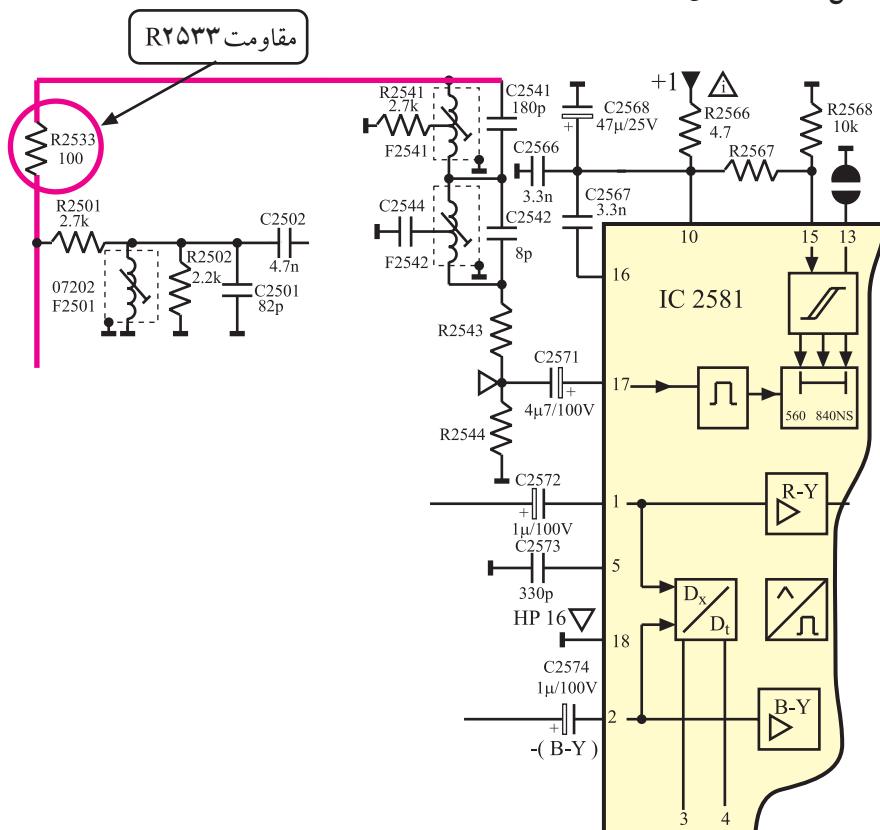 مقاومت R۲۵۳۳
R2533
100
R2501
2.7k
C2502
4.7n
R2502
2.2k
C2501
82p
07202
F2501
R2541
2.7k
F2541
C2541
180p
C2544
F2542
C2542
8p
R2543
R2544
C2568
47µ/25V
+
C2566
3.3n
C2567
3.3n
+1
i
R2566
4.7
R2567
R2568
10k
10
15
13
16
IC 2581
C2571
4µ7/100V
+
17
560
840NS
C2572
+
1µ/100V
1
R-Y
C2573
330p
5
HP 16
18
Dx
Dt
C2574
1µ/100V
+
2
-( B-Y )
B-Y
3
4